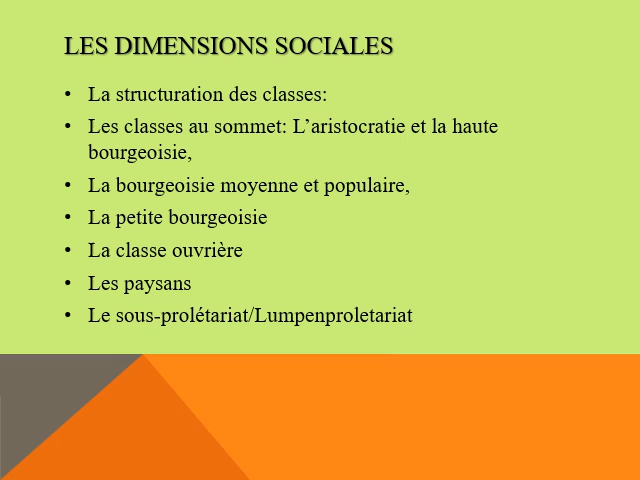 LES DIMENSIONS SOCIALES
• La structuration des classes:
• Les classes au sommet: L’aristocratie et la haute
bourgeoisie,
• La bourgeoisie moyenne et populaire,
• La petite bourgeoisie
• La classe ouvrière
• Les paysans
• Le sous-prolétariat/Lumpenproletariat